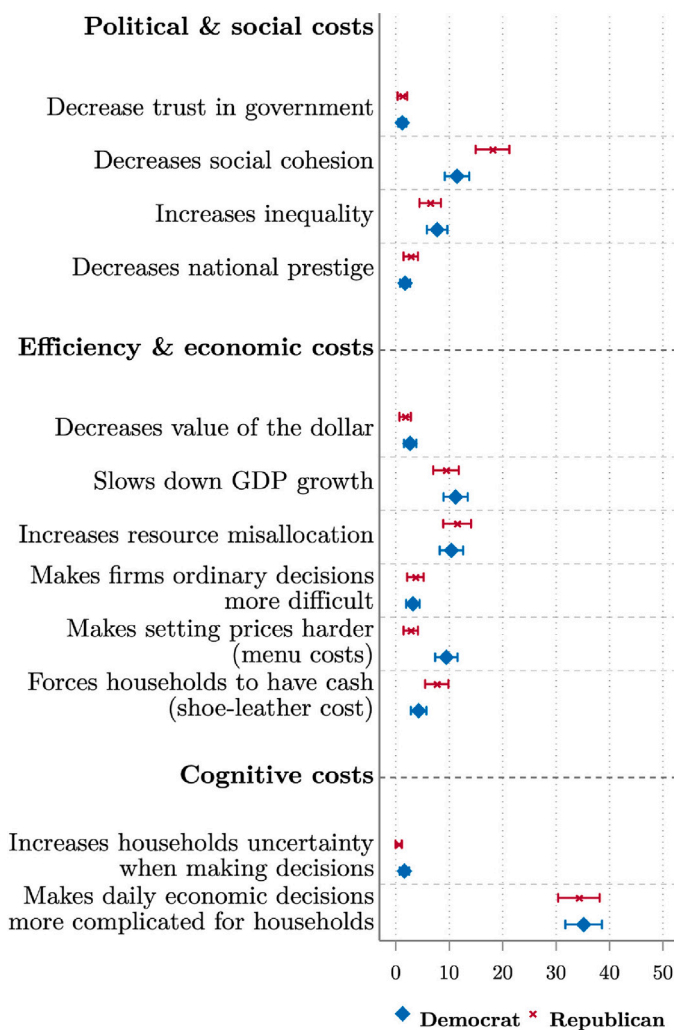 Political & social costs
Decrease trust in government
Decreases social cohesion
Increases inequality
Decreases national prestige
Efficiency & economic costs
Decreases value of the dollar
Slows down GDP growth
Increases resource misallocation
Makes firms ordinary decisions
more difficult
Makes setting prices harder
(menu costs)
Forces households to have cash
(shoe-leather cost)
Cognitive costs
Increases households uncertainty
when making decisions
Makes daily economic decisions
more complicated for households
0 10 20 30 40 50
Democrat Republican